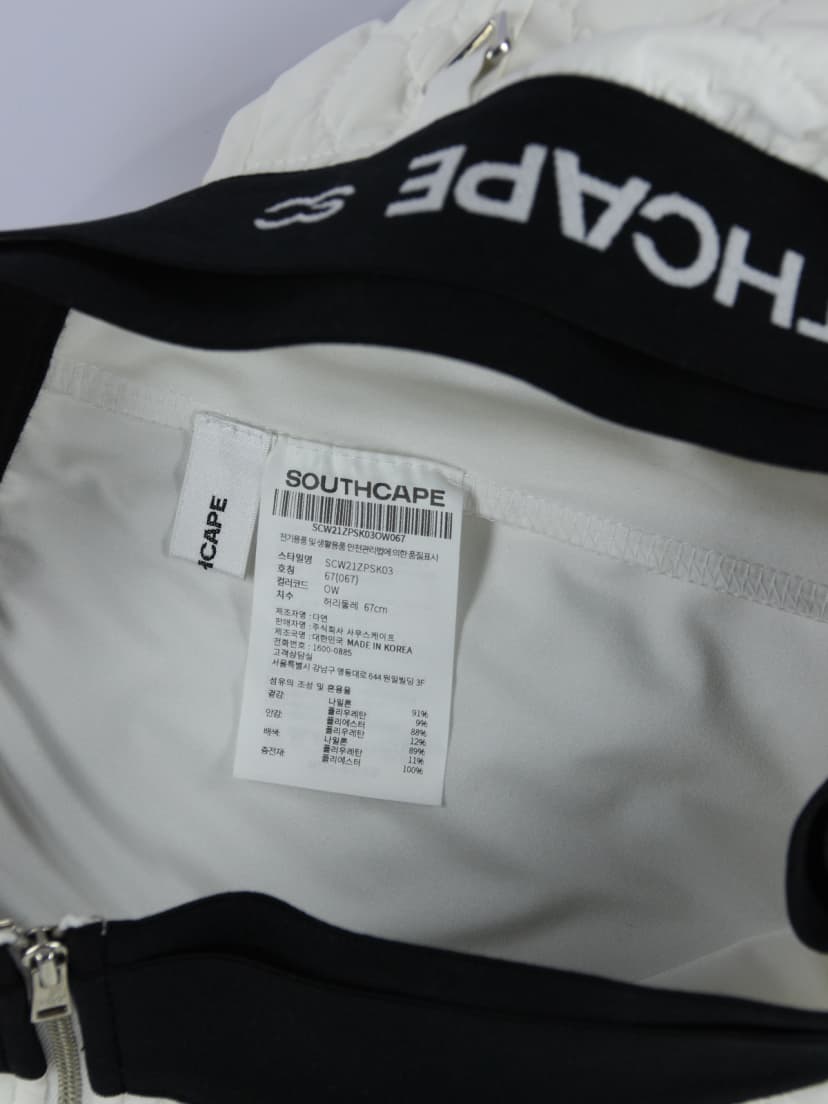 THCAPE
HCAPE
SOUTHCAPE
SCW21ZPSK03OW067
전기용품 및 생활용품 안전관리법에 의한 품질표시
스타일명 SCW21ZPSK03
호칭 67(067)
컬러코드 OW
치수 허리둘레 67cm
제조자명 : 다연
판매자명 : 주식회사 사우스케이프
제조국명 : 대한민국 MADE IN KOREA
전화번호 : 1600-0885
고객상담실
서울특별시 강남구 영동대로 644 원일빌딩 3F
섬유의 조성 및 혼용율
겉감: 나일론 91%
폴리우레탄 9%
안감: 폴리에스터 88%
폴리우레탄 12%
배색: 나일론 89%
폴리우레탄 11%
충전재: 폴리에스터 100%